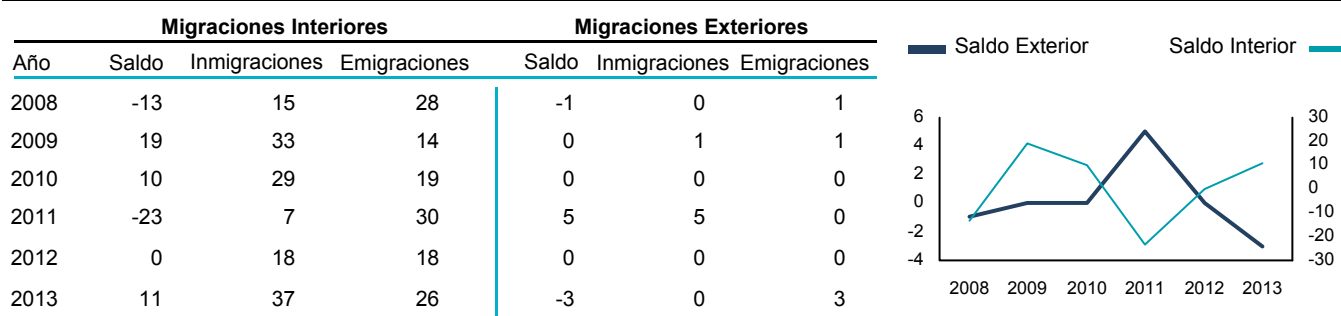 Migraciones Interiores Migraciones Exteriores
Año Saldo Inmigraciones Emigraciones Saldo Inmigraciones Emigraciones
2008 -13 15 28 -1 0 1
2009 19 33 14 0 1 1
2010 10 29 19 0 0 0
2011 -23 7 30 5 5 0
2012 0 18 18 0 0 0
2013 11 37 26 -3 0 3
Saldo Exterior Saldo Interior
6 30
4 20
2 10
0 0
-2 -10
-4 -20
-30
2008 2009 2010 2011 2012 2013